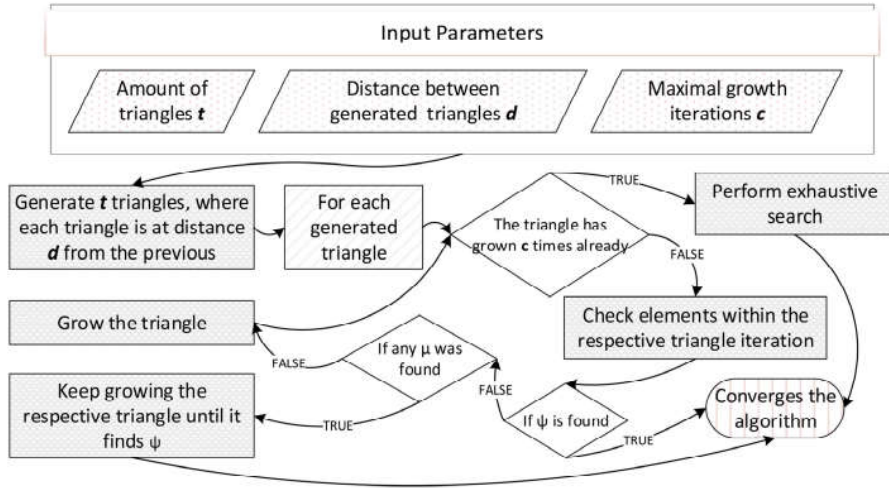 Input Parameters
Amount of
triangles t
Distance between
generated triangles d
Maximal growth
iterations c
Generate t triangles, where
each triangle is at distance
d from the previous
For each
generated
triangle
The triangle has
grown c times already
TRUE
Perform exhaustive
search
FALSE
Check elements within the
respective triangle iteration
Grow the triangle
If any μ was
found
FALSE
FALSE
If ψ is found
TRUE
Converges the
algorithm
Keep growing the
respective triangle until it
finds ψ
TRUE